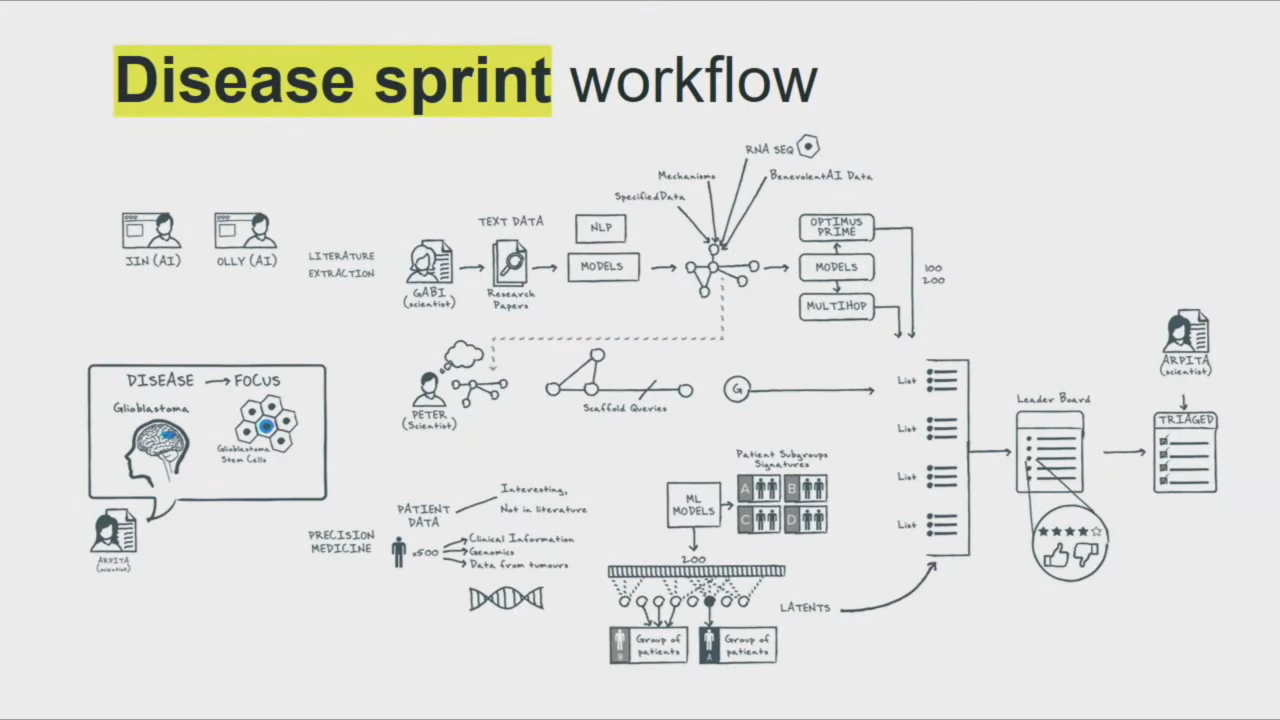 Disease sprint workflow
RNA SEQ
Mechanisms
BenevolentAI Data
SpecifiedData
JIN (AI)
OLLY (AI)
LITERATURE
EXTRACTION
GABI
(scientist)
TEXT DATA
Research
Papers
NLP
MODELS
OPTIMUS
PRIME
MODELS
MULTIHOP
100
200
DISEASE
FOCUS
Glioblastoma
Glioblastoma
Stem Cells
ARPITA
(scientist)
PETER
(Scientist)
Scaffold Queries
G
List
List
List
List
Leader Board
ARPITA
(scientist)
TRIAGED
PRECISION
MEDICINE
PATIENT
DATA
x500
Interesting,
Not in literature
Clinical Information
Genomics
Data from tumours
ML
MODELS
Patient Subgroups
Signatures
A
B
C
D
200
LATENTS
B
Group of
patients
A
Group of
patients